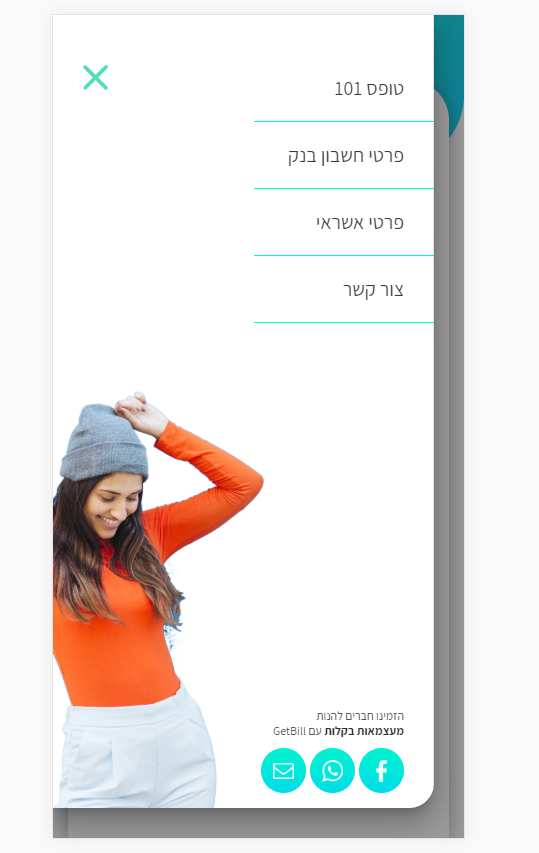 טופס 101
פרטי חשבון בנק
פרטי אשראי
צור קשר
הזמינו חברים להנות
מעצמאות בקלות עם GetBill